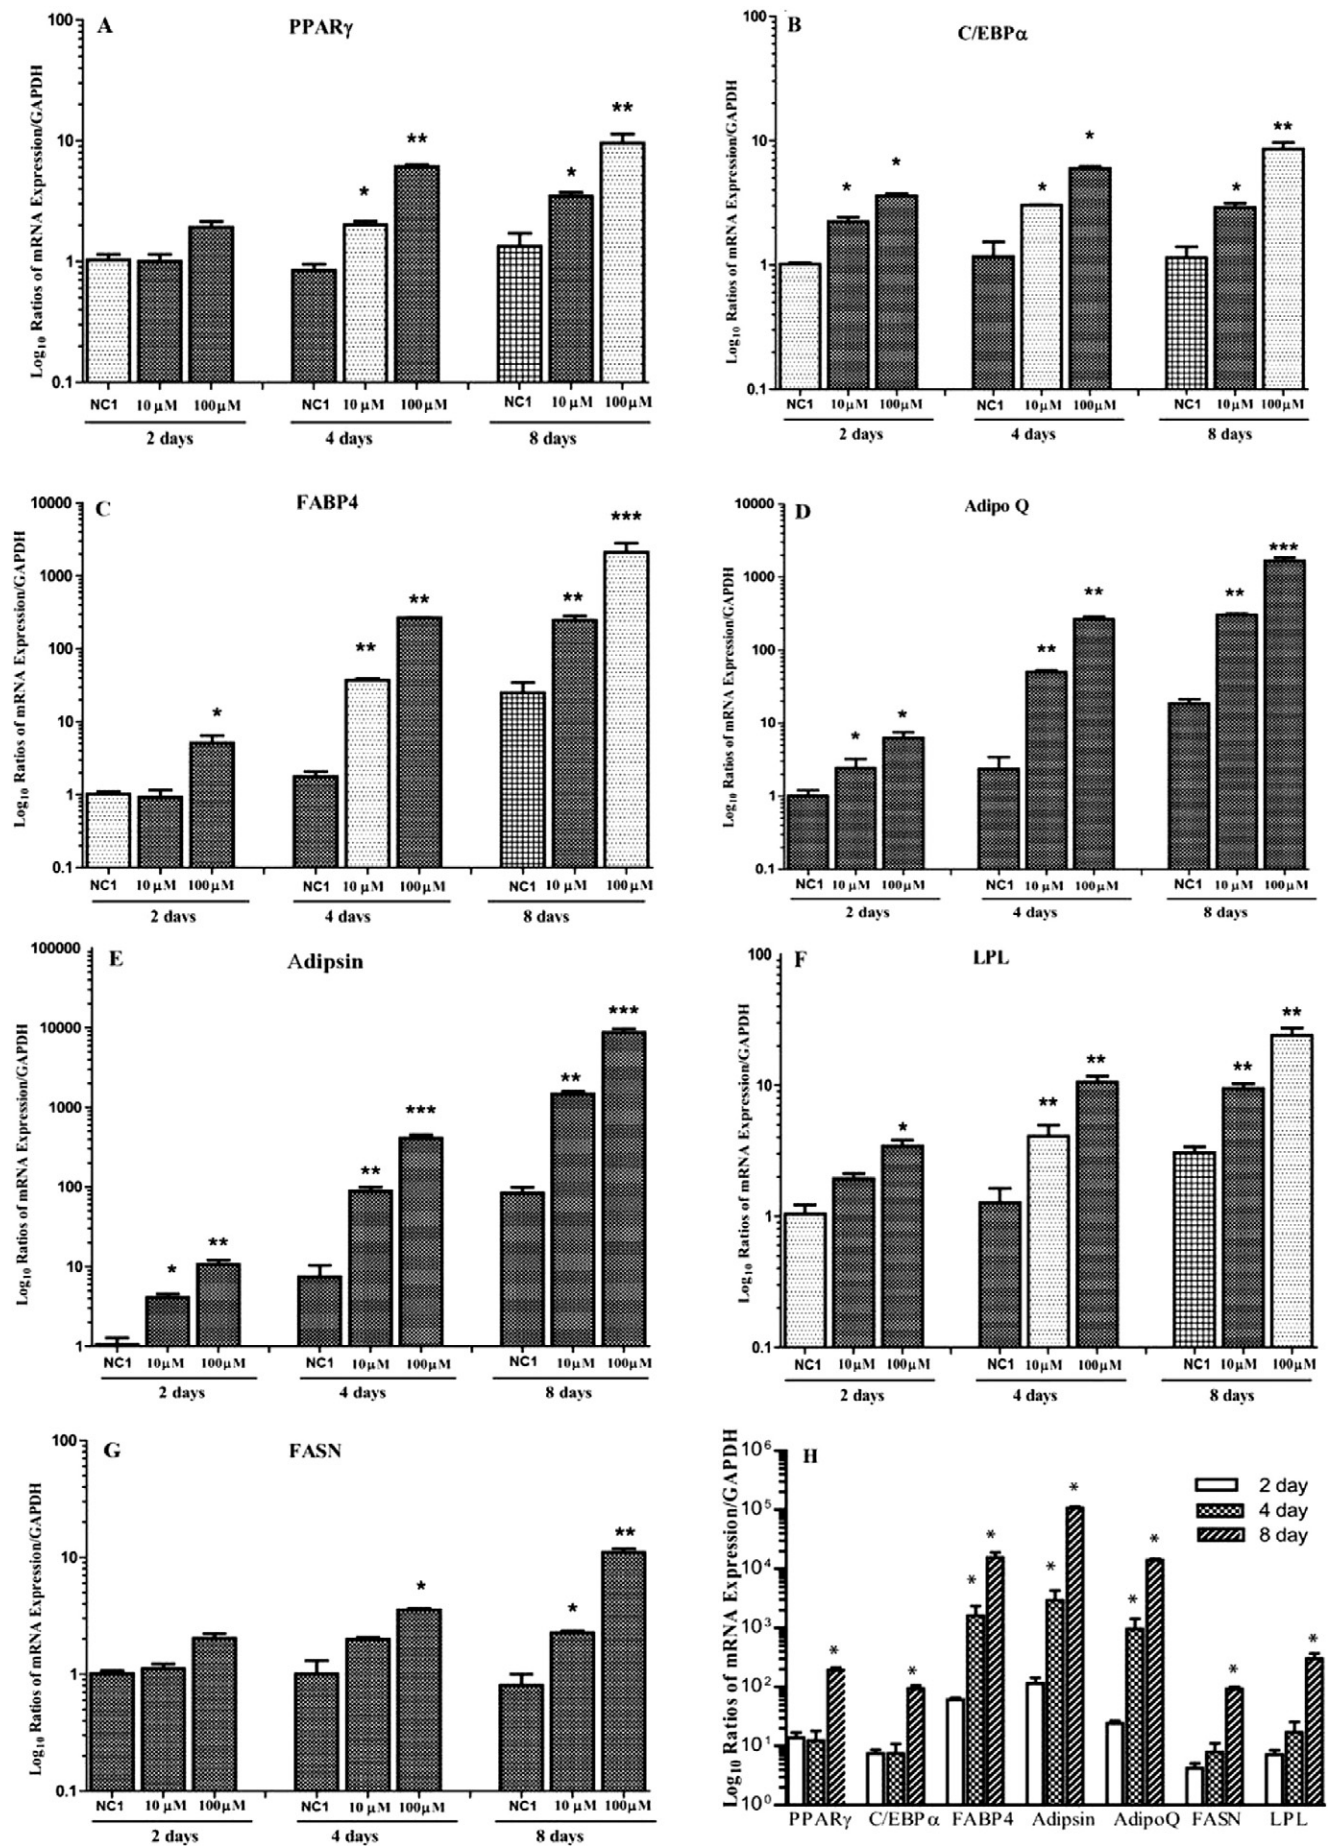 A PPARγ
Log10 Ratios of mRNA Expression/GAPDH
100
10
1
0.1
NC1 10 μM 100μM NC1 10 μM 100μM NC1 10 μM 100μM
2 days 4 days 8 days
B C/EBPα
Log10 Ratios of mRNA Expression/GAPDH
100
10
1
0.1
* * * * * **
NC1 10 μM 100μM NC1 10 μM 100μM NC1 10 μM 100μM
2 days 4 days 8 days
* ** * **
C FABP4
Log10 Ratios of mRNA Expression/GAPDH
10000
1000
100
10
1
0.1
* ** ** ** ***
NC1 10 μM 100μM NC1 10 μM 100μM NC1 10 μM 100μM
2 days 4 days 8 days
D Adipo Q
Log10 Ratios of mRNA Expression/GAPDH
10000
1000
100
10
1
0.1
* * ** ** ** ***
NC1 10 μM 100μM NC1 10 μM 100μM NC1 10 μM 100μM
2 days 4 days 8 days
E Adipsin
Log10 Ratios of mRNA Expression/GAPDH
100000
10000
1000
100
10
1
* ** ** *** ** ***
NC1 10μM 100μM NC1 10μM 100μM NC1 10μM 100μM
2 days 4 days 8 days
F LPL
Log10 Ratios of mRNA Expression/GAPDH
100
10
1
0.1
* ** ** ** **
NC1 10μM 100μM NC1 10μM 100μM NC1 10μM 100μM
2 days 4 days 8 days
G FASN
Log10 Ratios of mRNA Expression/GAPDH
100
10
1
0.1
* * **
NC1 10 μM 100μM NC1 10 μM 100μM NC1 10 μM 100μM
2 days 4 days 8 days
H
Log10 Ratios of mRNA Expression/GAPDH
10^6
10^5
10^4
10^3
10^2
10^1
10^0
2 day
4 day
8 day
* * * * * * * * * *
PPARγ C/EBPα FABP4 Adipsin AdipoQ FASN LPL